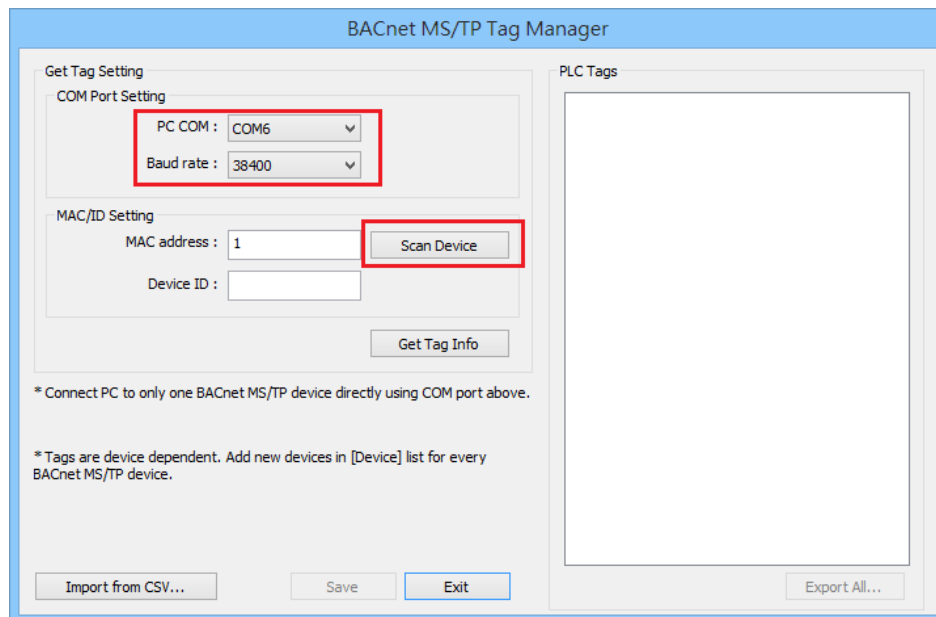 BACnet MS/TP Tag Manager
Get Tag Setting
COM Port Setting
PC COM : COM6
Baud rate : 38400
MAC/ID Setting
MAC address : 1
Scan Device
Device ID :
Get Tag Info
* Connect PC to only one BACnet MS/TP device directly using COM port above.
* Tags are device dependent. Add new devices in [Device] list for every
BACnet MS/TP device.
Import from CSV...
Save
Exit
PLC Tags
Export All...